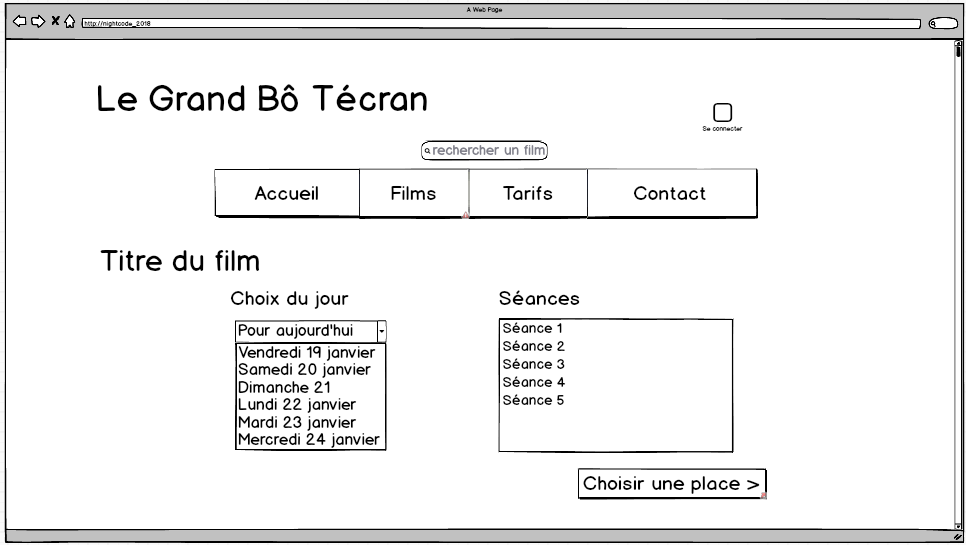 A Web Page
http://nightcode_2018
Le Grand Bô Técran
Se connecter
rechercher un film
Accueil Films Tarifs Contact
Titre du film
Choix du jour
Pour aujourd'hui
Vendredi 19 janvier
Samedi 20 janvier
Dimanche 21
Lundi 22 janvier
Mardi 23 janvier
Mercredi 24 janvier
Séances
Séance 1
Séance 2
Séance 3
Séance 4
Séance 5
Choisir une place >